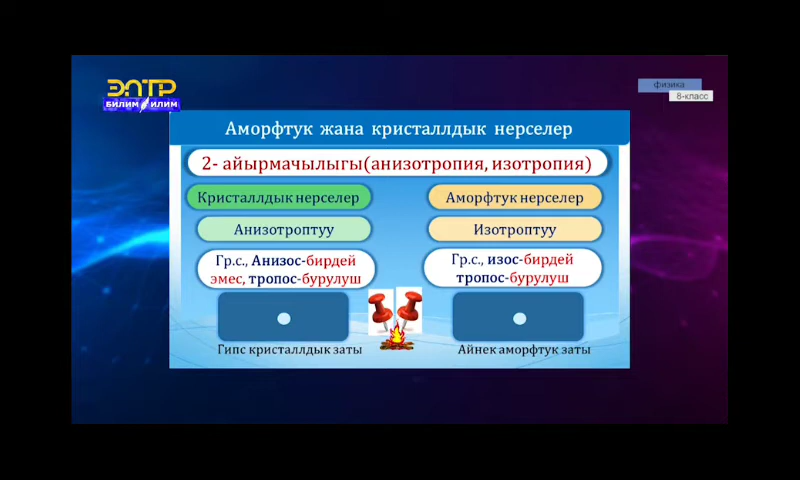 ЭЛТР
БИЛИМ ИЛИМ
физика
8-класс
Аморфтук жана кристаллдык нерселер
2- айырмачылыгы(анизотропия, изотропия)
Кристаллдык нерселер
Аморфтук нерселер
Анизотроптуу
Изотроптуу
Гр.с., Анизос-бирдей
эмес, тропос-бурулуш
Гр.с., изос-бирдей
тропос-бурулуш
Гипс кристаллдык заты
Айнек аморфтук заты